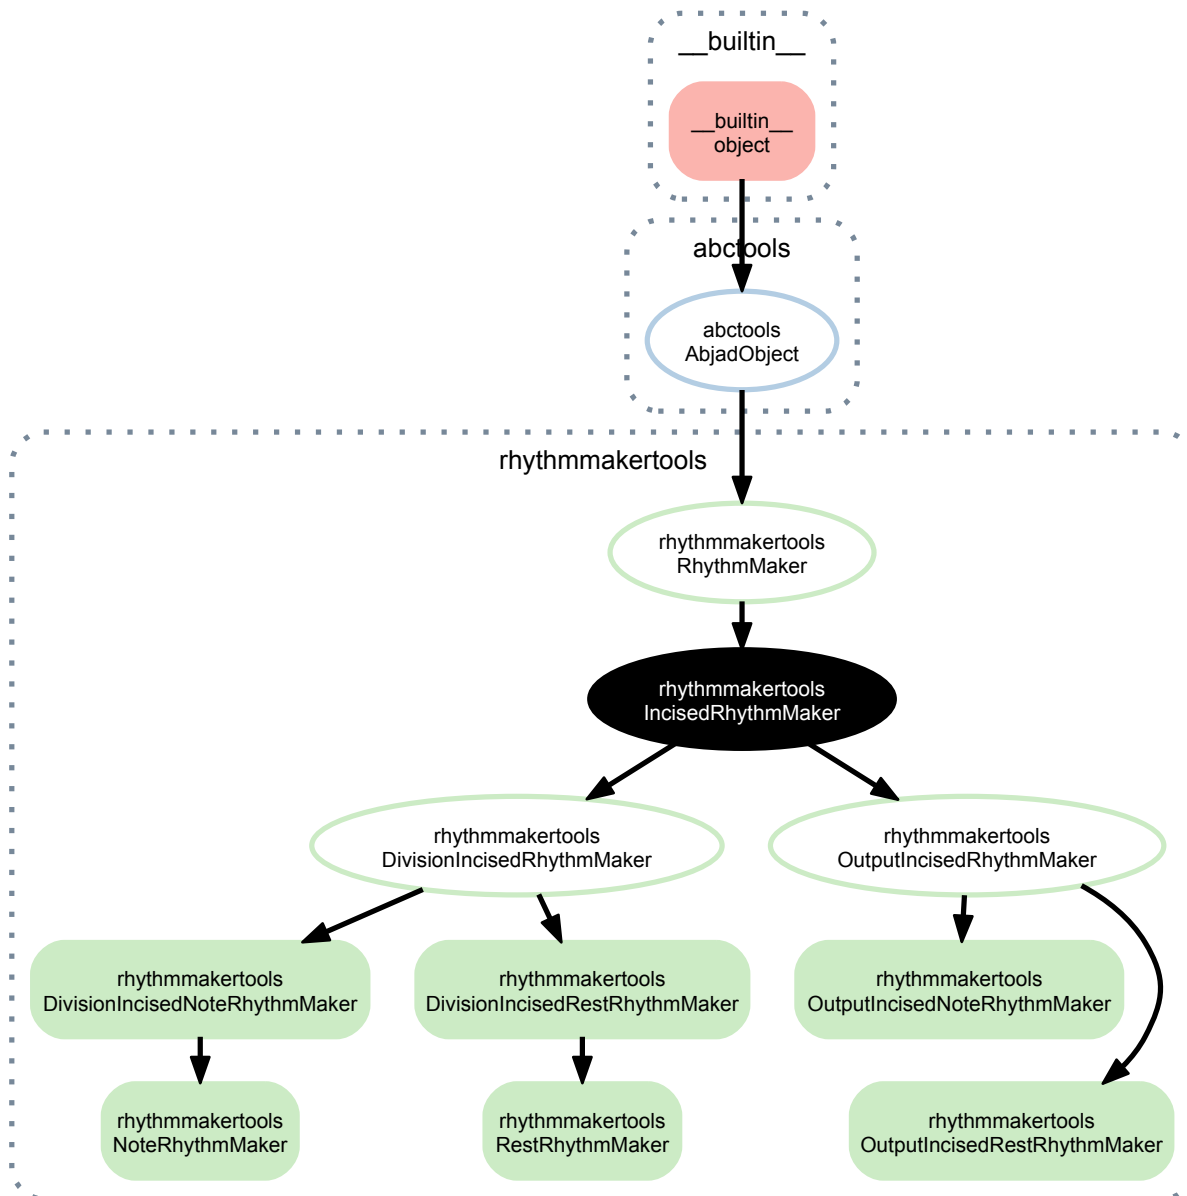 __builtin__
__builtin__
object
abctools
abctools
AbjadObject
rhythmmakertools
rhythmmakertools
RhythmMaker
rhythmmakertools
IncisedRhythmMaker
rhythmmakertools
DivisionIncisedRhythmMaker
rhythmmakertools
OutputIncisedRhythmMaker
rhythmmakertools
DivisionIncisedNoteRhythmMaker
rhythmmakertools
DivisionIncisedRestRhythmMaker
rhythmmakertools
OutputIncisedNoteRhythmMaker
rhythmmakertools
NoteRhythmMaker
rhythmmakertools
RestRhythmMaker
rhythmmakertools
OutputIncisedRestRhythmMaker